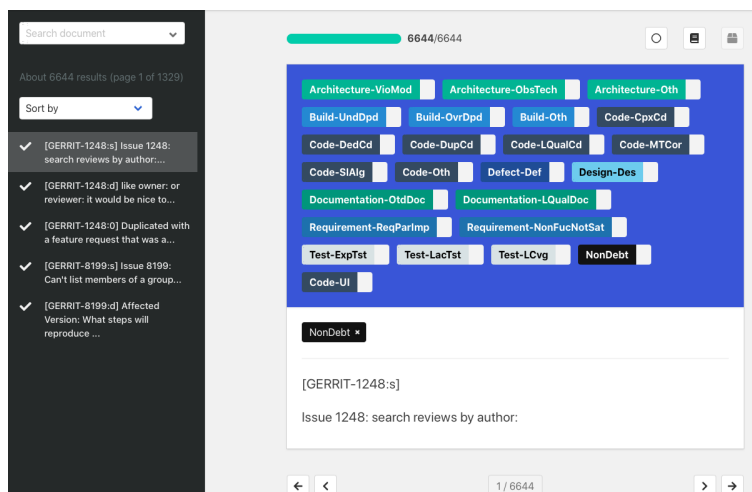 Search document
About 6644 results (page 1 of 1329)
Sort by
[GERRIT-1248:s] Issue 1248:
search reviews by author:...
[GERRIT-1248:d] like owner: or
reviewer: it would be nice to...
[GERRIT-1248:0] Duplicated with
a feature request that was a...
[GERRIT-8199:s] Issue 8199:
Can't list members of a group...
[GERRIT-8199:d] Affected
Version: What steps will
reproduce ...
6644/6644
Architecture-VioMod Architecture-ObsTech Architecture-Oth
Build-UndDpd Build-OvrDpd Build-Oth Code-CpxCd
Code-DedCd Code-DupCd Code-LQualCd Code-MTCor
Code-SlAlg Code-Oth Defect-Def Design-Des
Documentation-OtdDoc Documentation-LQualDoc
Requirement-ReqParImp Requirement-NonFucNotSat
Test-ExpTst Test-LacTst Test-LCvg NonDebt
Code-UI
NonDebt ×
[GERRIT-1248:s]
Issue 1248: search reviews by author:
1 / 6644